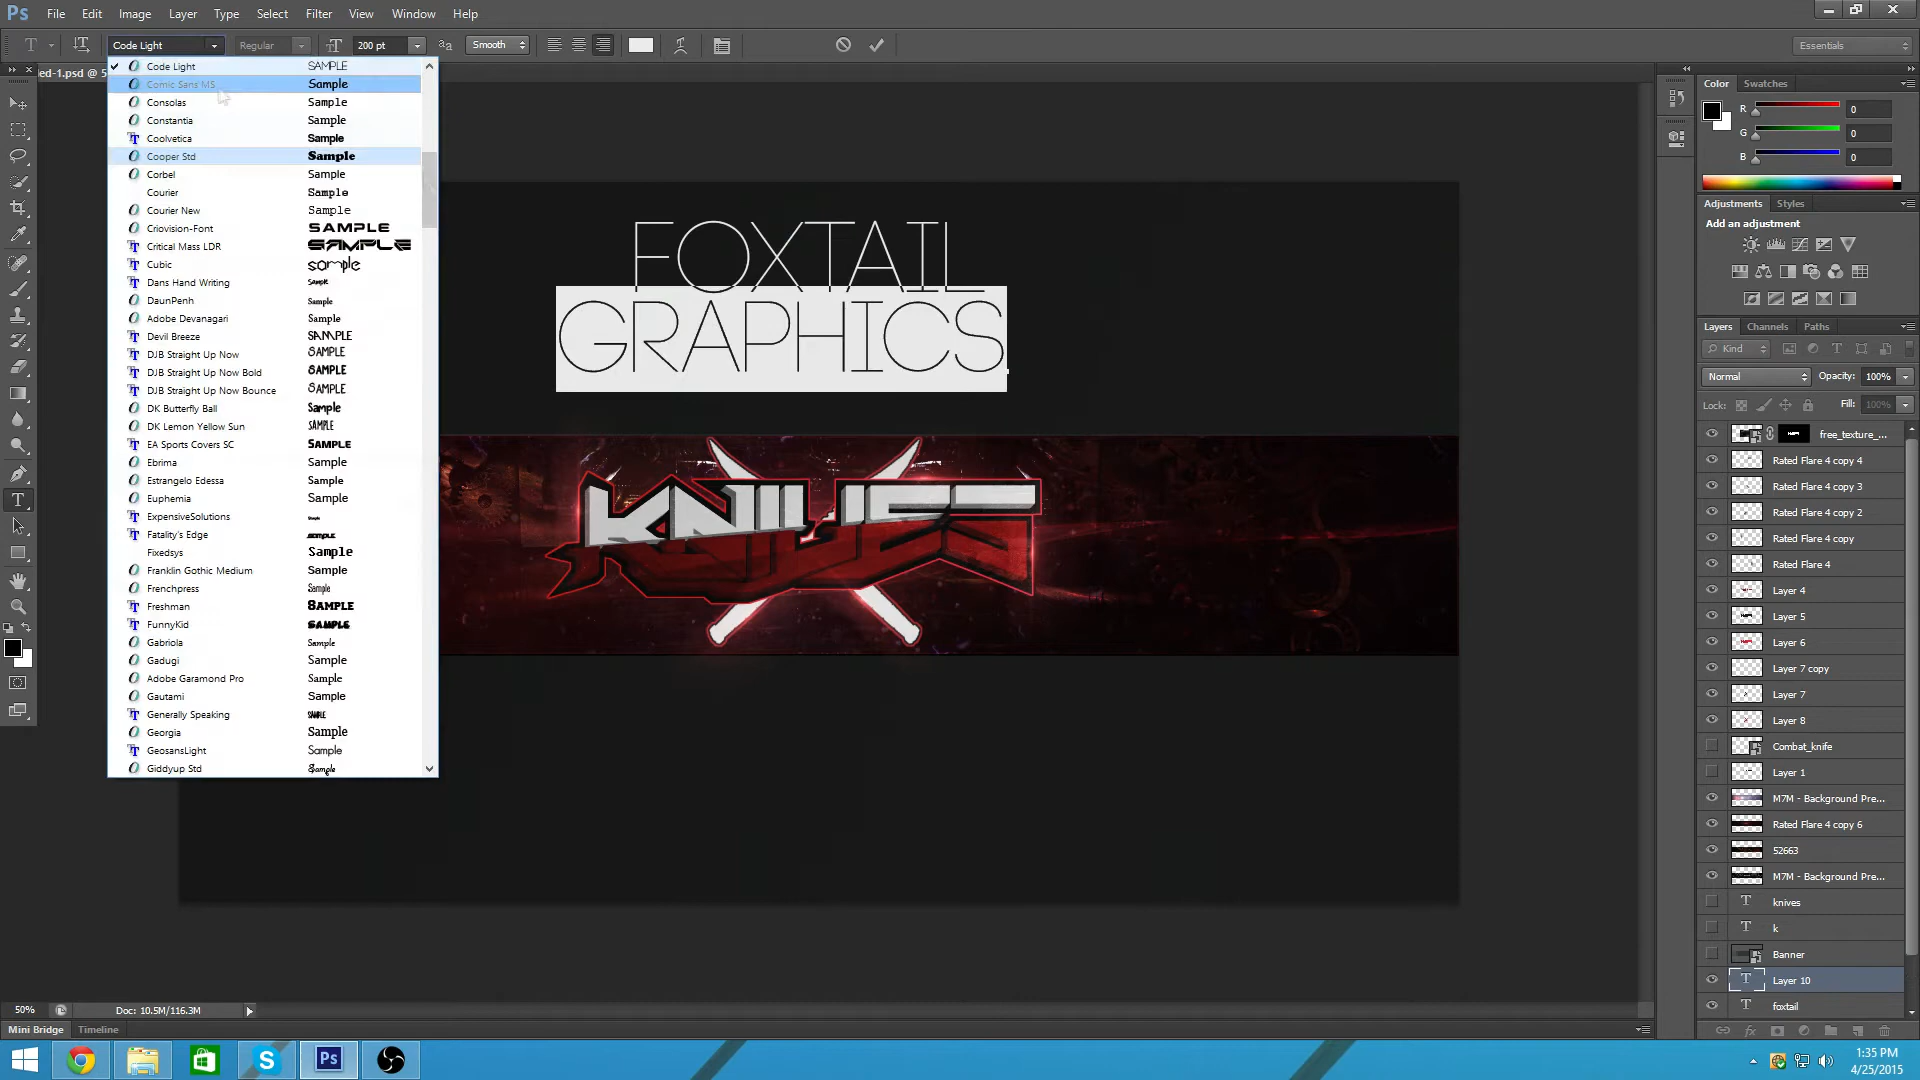 Ps File Edit Image Layer Type Select Filter View Window Help
T Code Light Regular 200 pt Smooth Essentials
ed-1.psd @ 5
Code Light SAMPLE
Comic Sans MS Sample
Consolas Sample
Constantia Sample
Coolvetica Sample
Cooper Std Sample
Corbel Sample
Courier Sample
Courier New Sample
Criovision-Font SAMPLE
Critical Mass LDR SAMPLE
Cubic sample
Dans Hand Writing Sample
DaunPenh Sample
Adobe Devanagari Sample
Devil Breeze SAMPLE
DJB Straight Up Now SAMPLE
DJB Straight Up Now Bold SAMPLE
DJB Straight Up Now Bounce SAMPLE
DK Butterfly Ball Sample
DK Lemon Yellow Sun SAMPLE
EA Sports Covers SC SAMPLE
Ebrima Sample
Estrangelo Edessa Sample
Euphemia Sample
ExpensiveSolutions
Fatality's Edge SAMPLE
Fixedsys Sample
Franklin Gothic Medium Sample
Frenchpress Sample
Freshman SAMPLE
FunnyKid SAMPLE
Gabriola Sample
Gadugi Sample
Adobe Garamond Pro Sample
Gautami Sample
Generally Speaking SAMPLE
Georgia Sample
GeosansLight Sample
Giddyup Std Sample
FOXTAIL
GRAPHICS
KNIVES
Color Swatches
R 0
G 0
B 0
Adjustments Styles
Add an adjustment
Layers Channels Paths
Kind
Normal Opacity: 100%
Lock: Fill: 100%
free_texture_...
Rated Flare 4 copy 4
Rated Flare 4 copy 3
Rated Flare 4 copy 2
Rated Flare 4 copy
Rated Flare 4
Layer 4
Layer 5
Layer 6
Layer 7 copy
Layer 7
Layer 8
Combat_knife
Layer 1
M7M - Background Pre...
Rated Flare 4 copy 6
52663
M7M - Background Pre...
T knives
T k
Banner
T Layer 10
T foxtail
50% Doc: 10.5M/116.3M
Mini Bridge Timeline
Ps
1:35 PM
4/25/2015